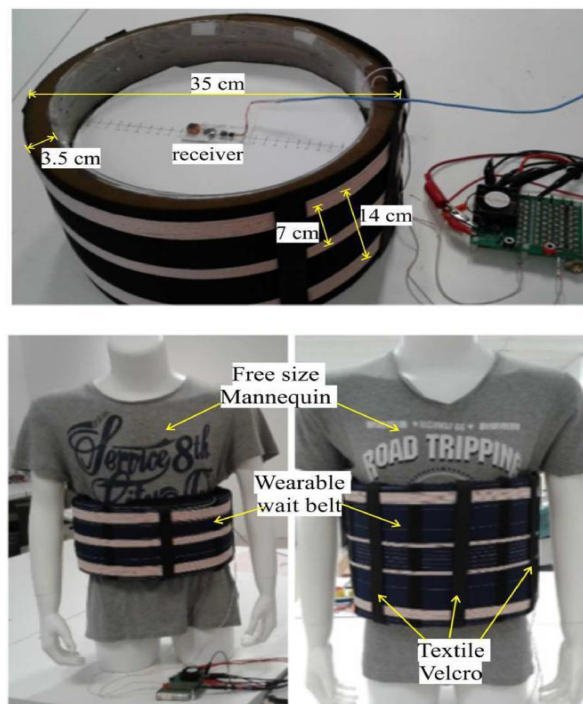 35 cm
3.5 cm
receiver
7 cm
14 cm
Free size
Mannequin
Service 8th
ROAD TRIPPING
Wearable
wait belt
Textile
Velcro